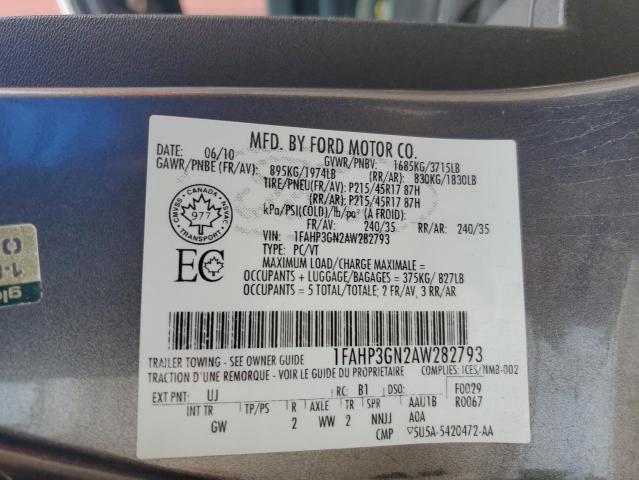 MFD. BY FORD MOTOR CO.
DATE: 06/10 GVWR/PNBV: 1685KG/3715LB
GAWR/PNBE (FR/AV): 895KG/1974LB (RR/AR): 830KG/1830LB
TIRE/PNEU(FR/AV): P215/45R17 87H
(RR/AR): P215/45R17 87H
kPa/PSI(COLD)/lb/po² (A FROID):
FR/AV: 240/35 RR/AR: 240/35
VIN: 1FAHP3GN2AW282793
TYPE: PC/VT
MAXIMUM LOAD/CHARGE MAXIMALE =
OCCUPANTS + LUGGAGE/BAGAGES = 375KG/ 827LB
OCCUPANTS = 5 TOTAL/TOTALE; 2 FR/AV, 3 RR/AR
CANADA
CMVSS NSVAC
977
TRANSPORT
EC
1FAHP3GN2AW282793
TRAILER TOWING - SEE OWNER GUIDE
TRACTION D'UNE REMORQUE - VOIR LE GUIDE DU PROPRIETAIRE COMPLIES: ICES/NMB-002
EXT PNT: UJ RC: B1 DSO: F0029
INT TR TP/PS R AXLE TR SPR AAU1B R0067
GW 2 WW 2 NNJJ A0A
CMP ▽5U5A-5420472-AA
glo